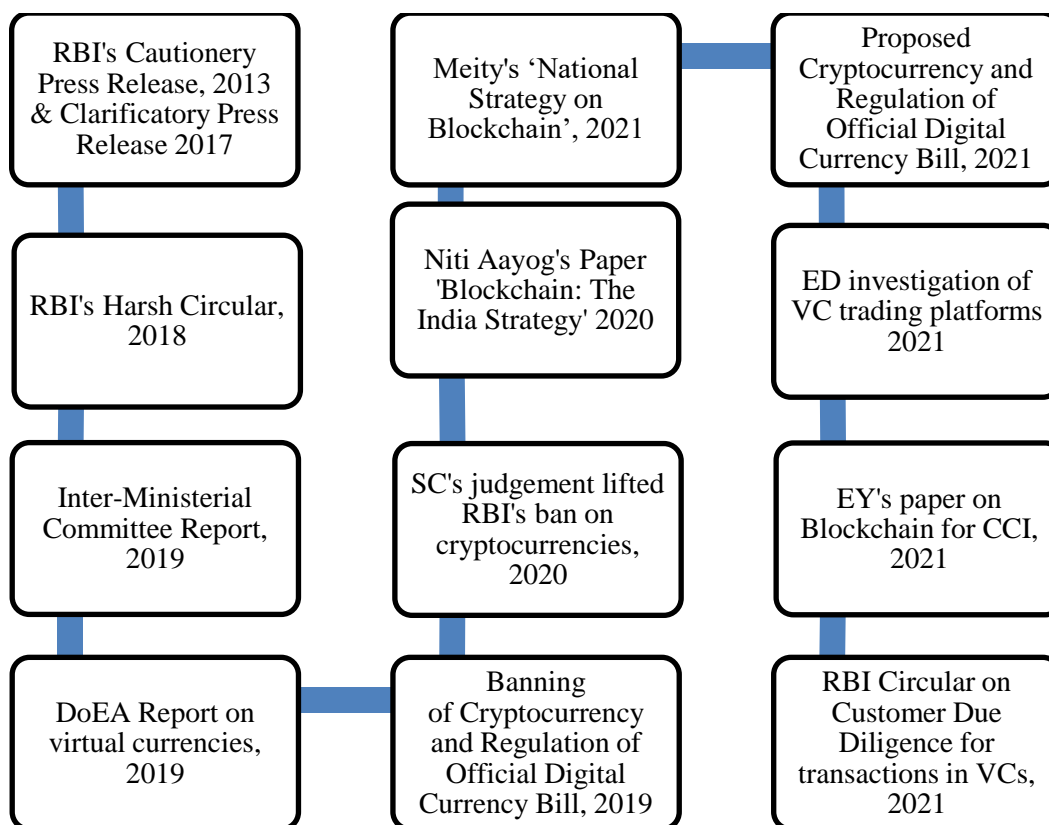 RBI's Cautionery
Press Release, 2013
& Clarificatory Press
Release 2017
RBI's Harsh Circular,
2018
Inter-Ministerial
Committee Report,
2019
DoEA Report on
virtual currencies,
2019
Banning
of Cryptocurrency
and Regulation of
Official Digital
Currency Bill, 2019
SC's judgement lifted
RBI's ban on
cryptocurrencies,
2020
Niti Aayog's Paper
'Blockchain: The
India Strategy' 2020
Meity's ‘National
Strategy on
Blockchain’, 2021
Proposed
Cryptocurrency and
Regulation of
Official Digital
Currency Bill, 2021
ED investigation of
VC trading platforms
2021
EY's paper on
Blockchain for CCI,
2021
RBI Circular on
Customer Due
Diligence for
transactions in VCs,
2021